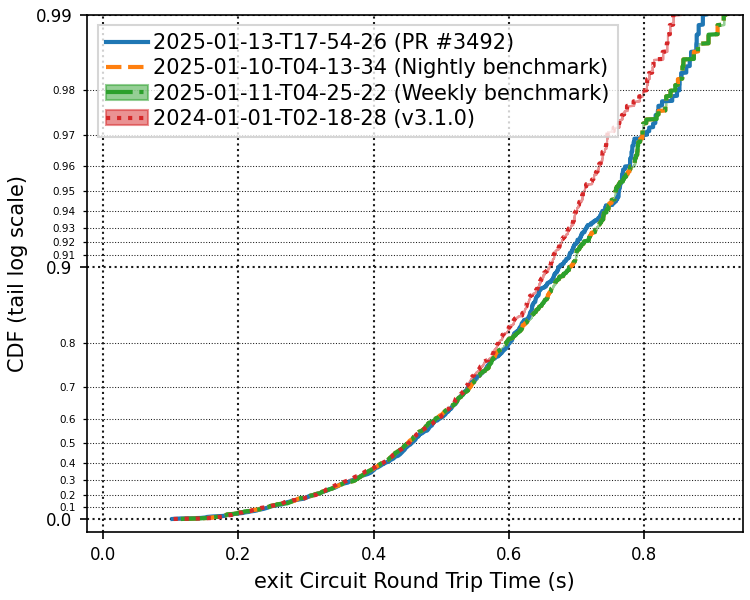 0.99
2025-01-13-T17-54-26 (PR #3492)
2025-01-10-T04-13-34 (Nightly benchmark)
2025-01-11-T04-25-22 (Weekly benchmark)
2024-01-01-T02-18-28 (v3.1.0)
0.98
0.97
0.96
0.95
0.94
0.93
0.92
0.91
0.9
0.8
0.7
0.6
0.5
0.4
0.3
0.2
0.1
0.0
CDF (tail log scale)
0.0 0.2 0.4 0.6 0.8
exit Circuit Round Trip Time (s)